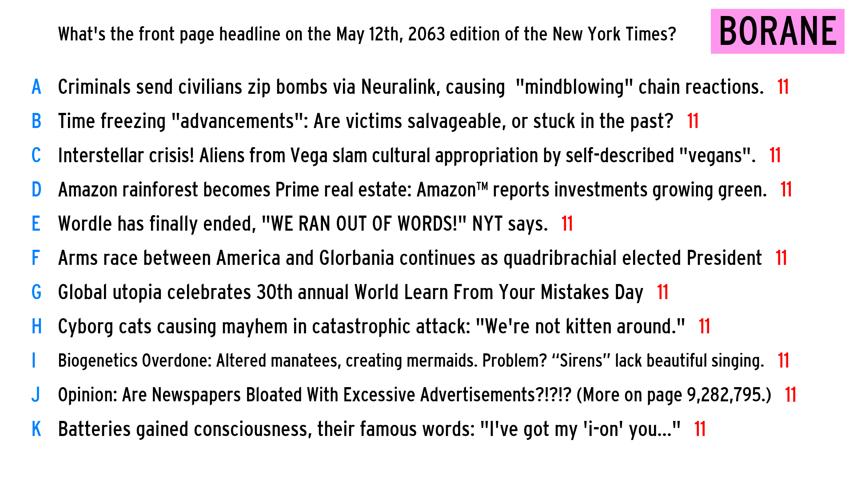 What's the front page headline on the May 12th, 2063 edition of the New York Times?
BORANE
A Criminals send civilians zip bombs via Neuralink, causing "mindblowing" chain reactions. 11
B Time freezing "advancements": Are victims salvageable, or stuck in the past? 11
C Interstellar crisis! Aliens from Vega slam cultural appropriation by self-described "vegans". 11
D Amazon rainforest becomes Prime real estate: Amazon™ reports investments growing green. 11
E Wordle has finally ended, "WE RAN OUT OF WORDS!" NYT says. 11
F Arms race between America and Glorbania continues as quadribrachial elected President 11
G Global utopia celebrates 30th annual World Learn From Your Mistakes Day 11
H Cyborg cats causing mayhem in catastrophic attack: "We're not kitten around." 11
I Biogenetics Overdone: Altered manatees, creating mermaids. Problem? “Sirens” lack beautiful singing. 11
J Opinion: Are Newspapers Bloated With Excessive Advertisements?!?!? (More on page 9,282,795.) 11
K Batteries gained consciousness, their famous words: "I've got my 'i-on' you..." 11